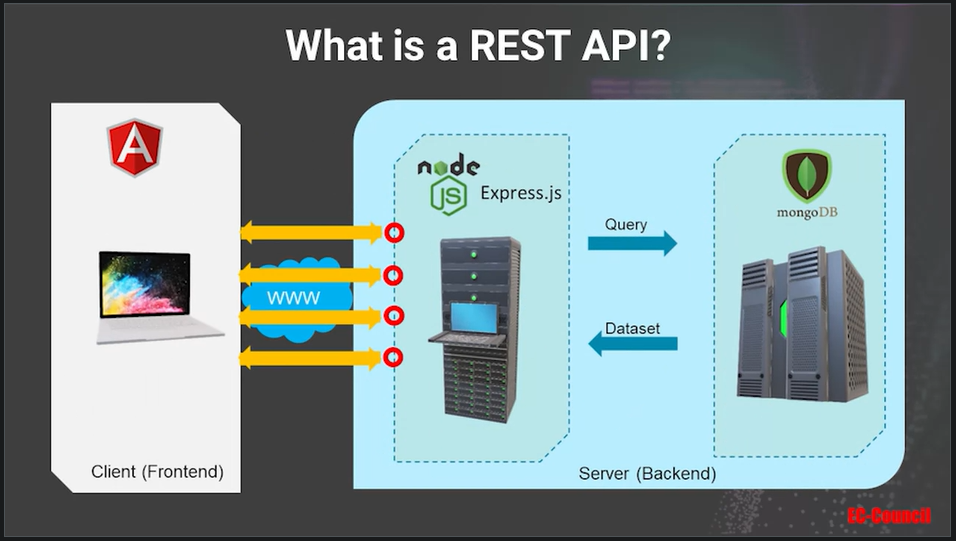 What is a REST API?
A
node
JS
Express.js
mongoDB
Query
www
Dataset
Client (Frontend)
Server (Backend)
EC-Council